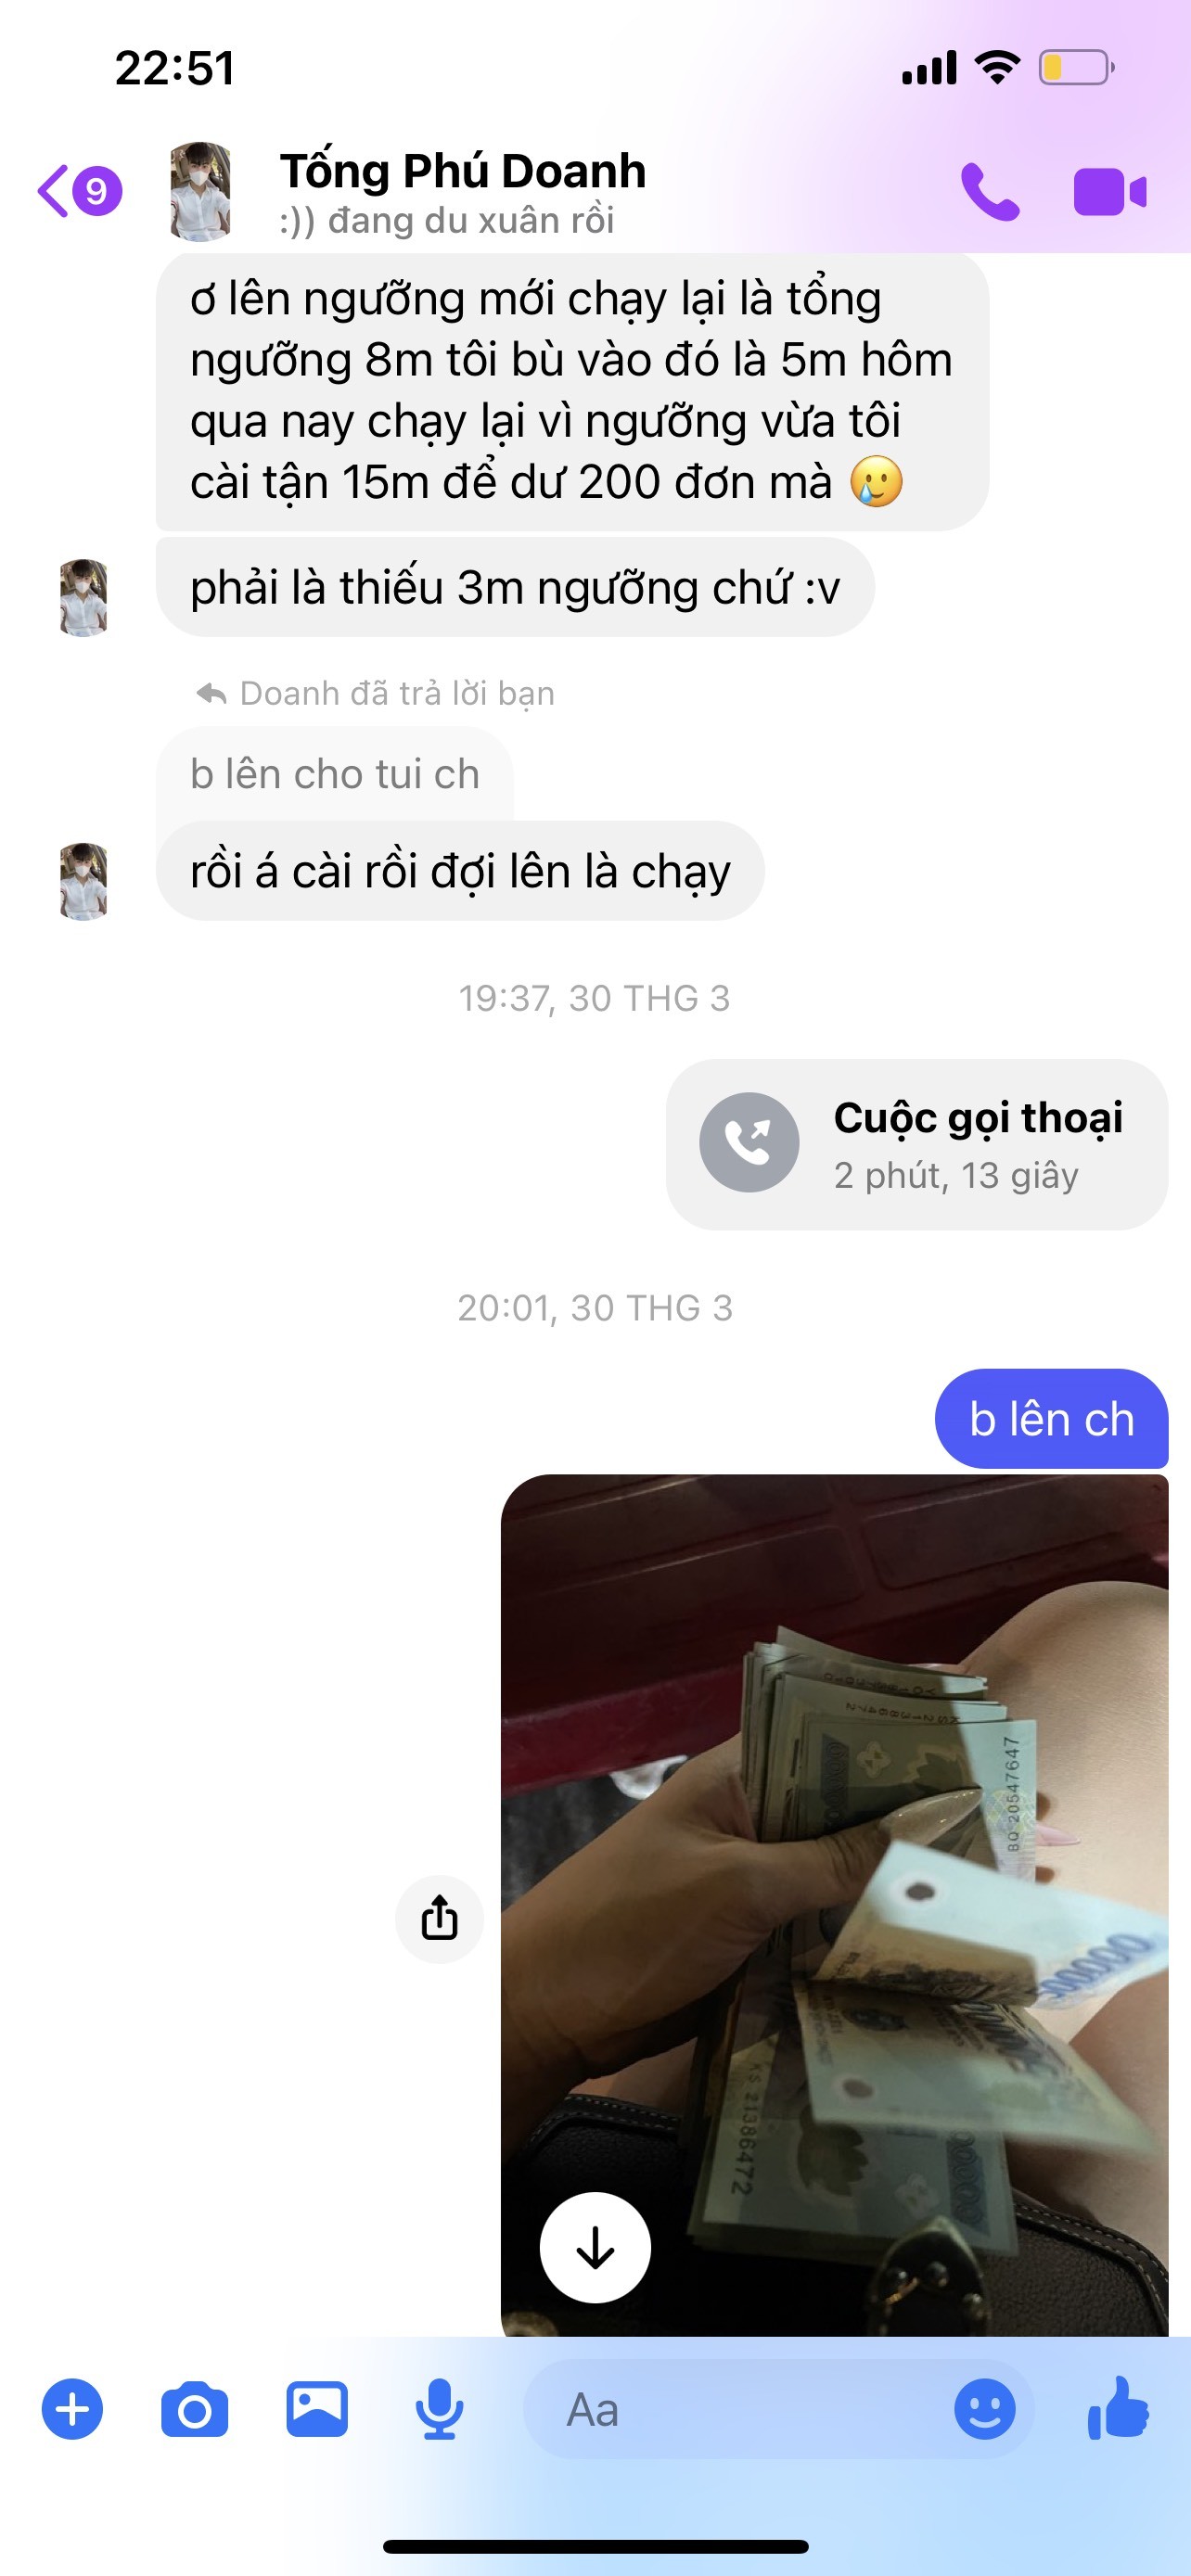 22:51
9
Tống Phú Doanh
:)) đang du xuân rồi
ơ lên ngưỡng mới chạy lại là tổng
ngưỡng 8m tôi bù vào đó là 5m hôm
qua nay chạy lại vì ngưỡng vừa tôi
cài tận 15m để dư 200 đơn mà 🥲
phải là thiếu 3m ngưỡng chứ :v
Doanh đã trả lời bạn
b lên cho tui ch
rồi á cài rồi đợi lên là chạy
19:37, 30 THG 3
Cuộc gọi thoại
2 phút, 13 giây
20:01, 30 THG 3
b lên ch
BQ 20547647
KS 21386472
Aa